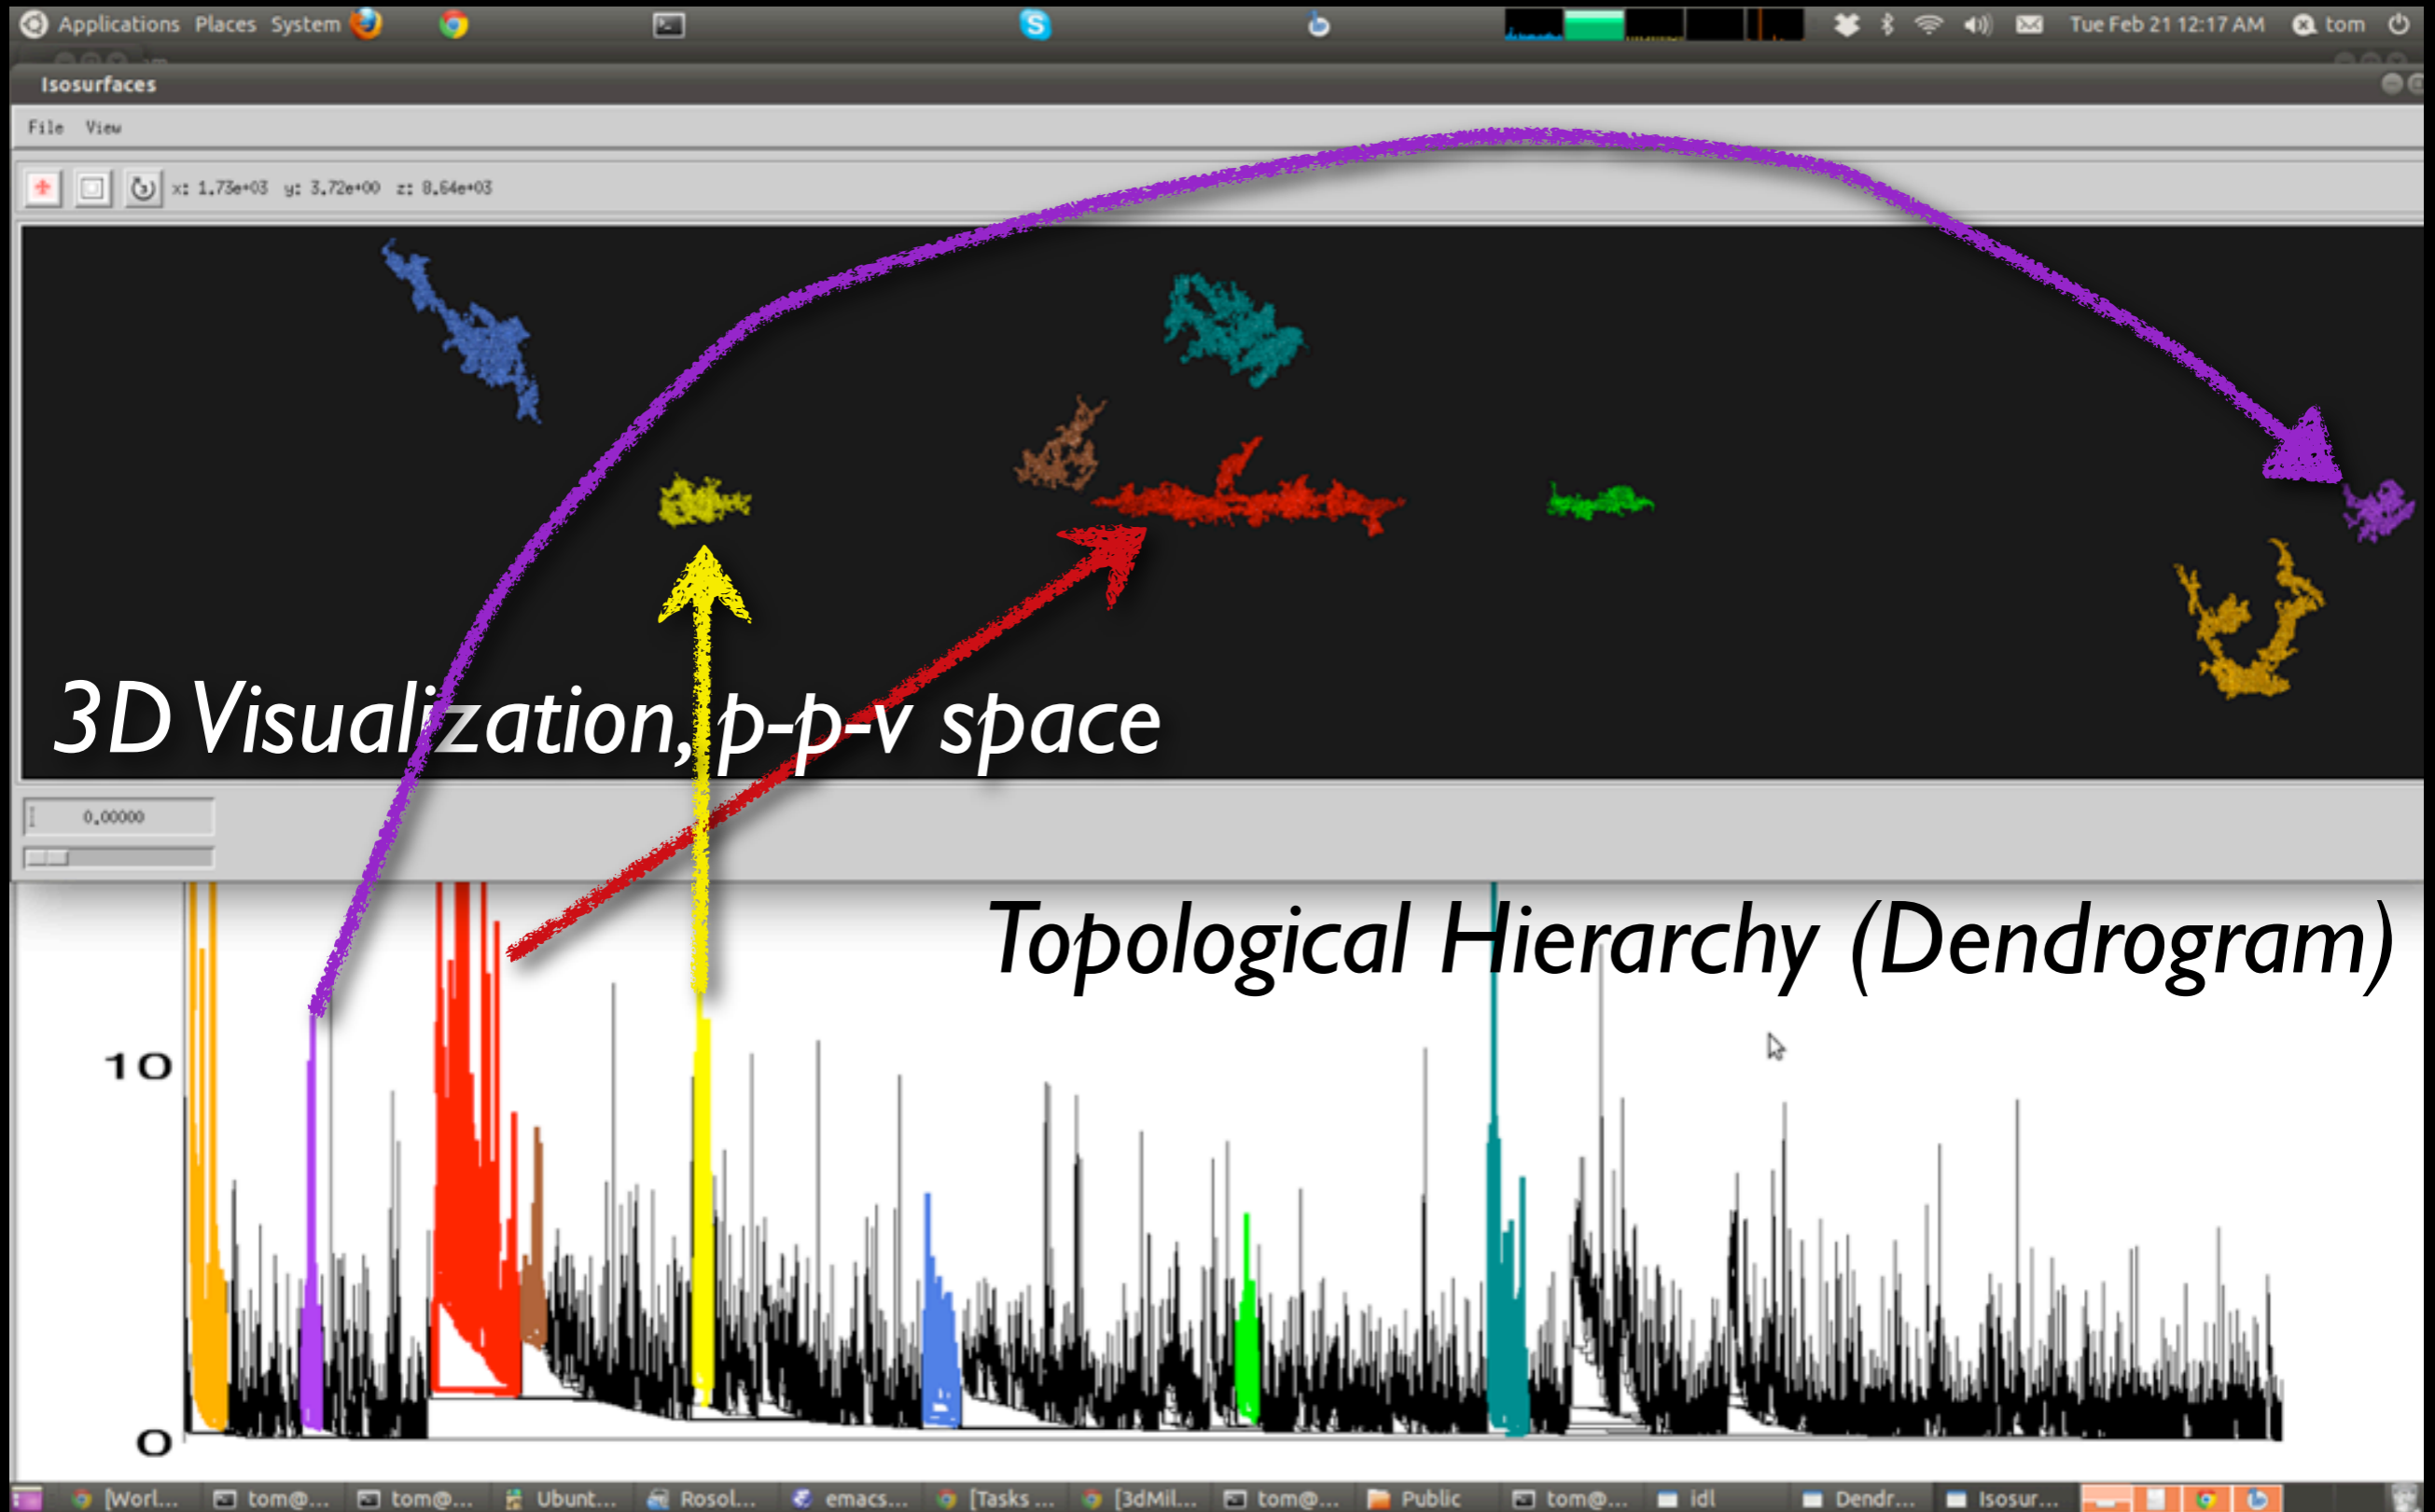 Applications Places System
Tue Feb 21 12:17 AM
tom
Isosurfaces
File View
x: 1.73e+03 y: 3.72e+00 z: 8.64e+03
3D Visualization, p-p-v space
0.00000
Topological Hierarchy (Dendrogram)
10
0
[Worl... tom@... tom@... Ubunt... Rosol... emacs... [Tasks ... [3dMil... tom@... Public tom@... idl Dendr... Isosur...